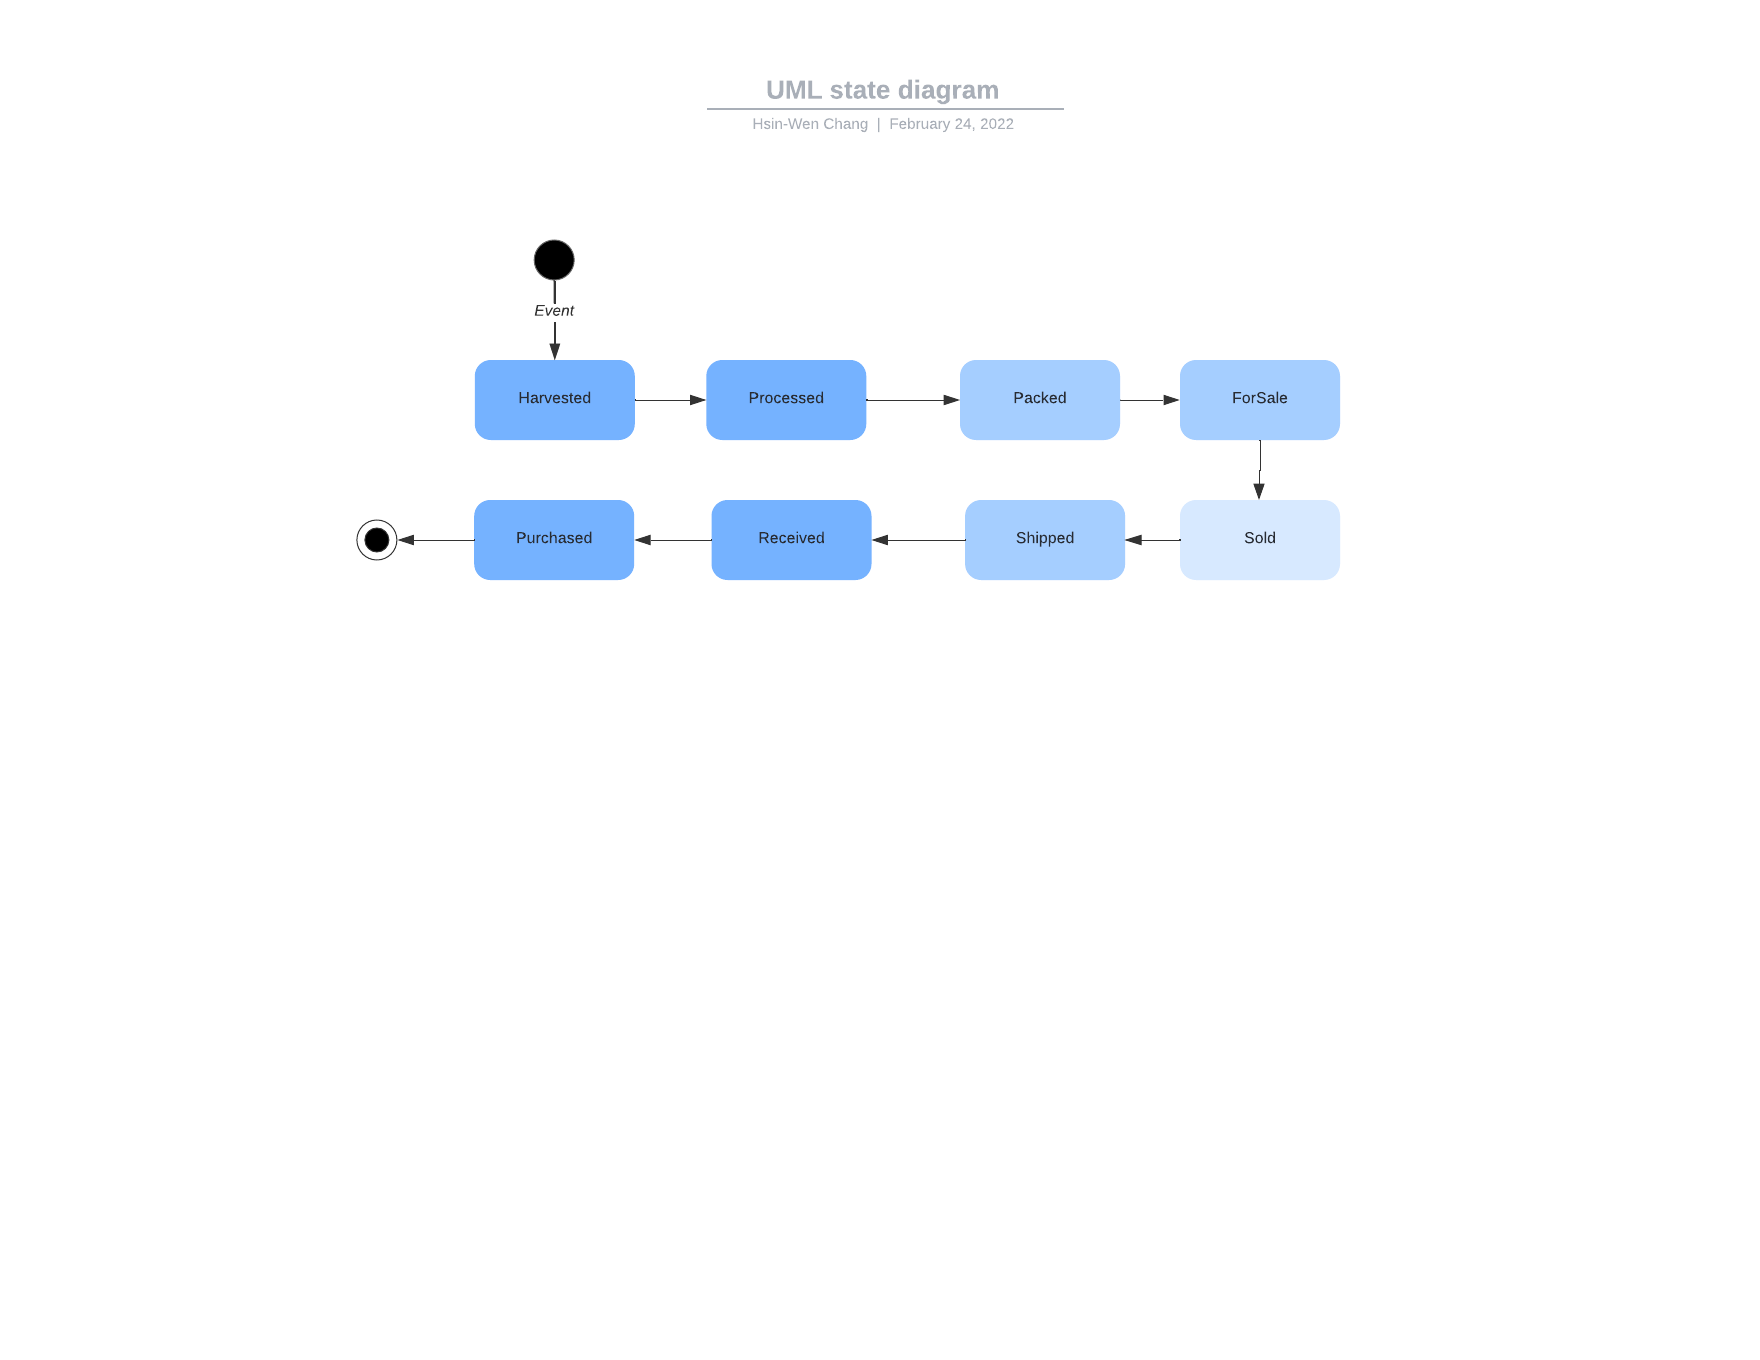 UML state diagram
Hsin-Wen Chang | February 24, 2022
Event
Harvested
Processed
Packed
ForSale
Purchased
Received
Shipped
Sold